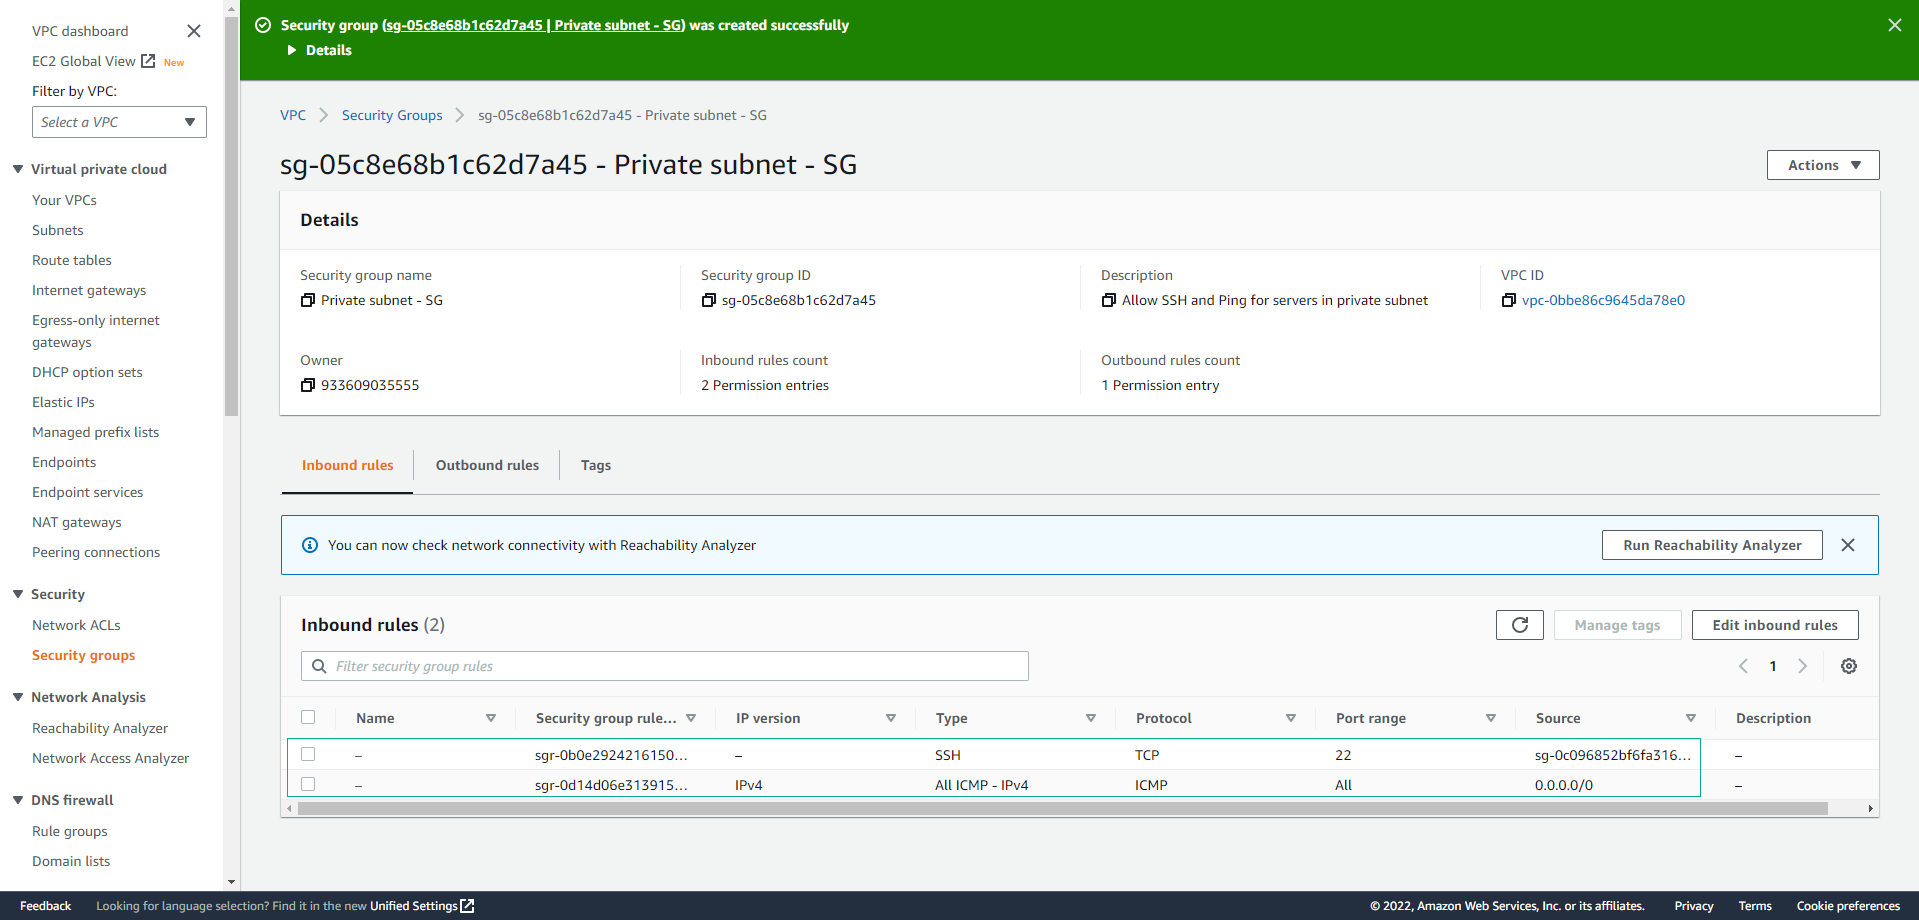 VPC dashboard
EC2 Global View New
Filter by VPC:
Select a VPC
Virtual private cloud
Your VPCs
Subnets
Route tables
Internet gateways
Egress-only internet
gateways
DHCP option sets
Elastic IPs
Managed prefix lists
Endpoints
Endpoint services
NAT gateways
Peering connections
Security
Network ACLs
Security groups
Network Analysis
Reachability Analyzer
Network Access Analyzer
DNS firewall
Rule groups
Domain lists
Security group (sg-05c8e68b1c62d7a45 | Private subnet - SG) was created successfully
Details
VPC Security Groups sg-05c8e68b1c62d7a45 - Private subnet - SG
sg-05c8e68b1c62d7a45 - Private subnet - SG
Actions
Details
Security group name Security group ID Description VPC ID
Private subnet - SG sg-05c8e68b1c62d7a45 Allow SSH and Ping for servers in private subnet vpc-0bbe86c9645da78e0
Owner Inbound rules count Outbound rules count
933609035555 2 Permission entries 1 Permission entry
Inbound rules Outbound rules Tags
You can now check network connectivity with Reachability Analyzer Run Reachability Analyzer
Inbound rules (2) Manage tags Edit inbound rules
Filter security group rules 1
Name Security group rule... IP version Type Protocol Port range Source Description
– sgr-0b0e2924216150... – SSH TCP 22 sg-0c096852bf6fa316... –
– sgr-0d14d06e313915... IPv4 All ICMP - IPv4 ICMP All 0.0.0.0/0 –
Feedback Looking for language selection? Find it in the new Unified Settings © 2022, Amazon Web Services, Inc. or its affiliates. Privacy Terms Cookie preferences